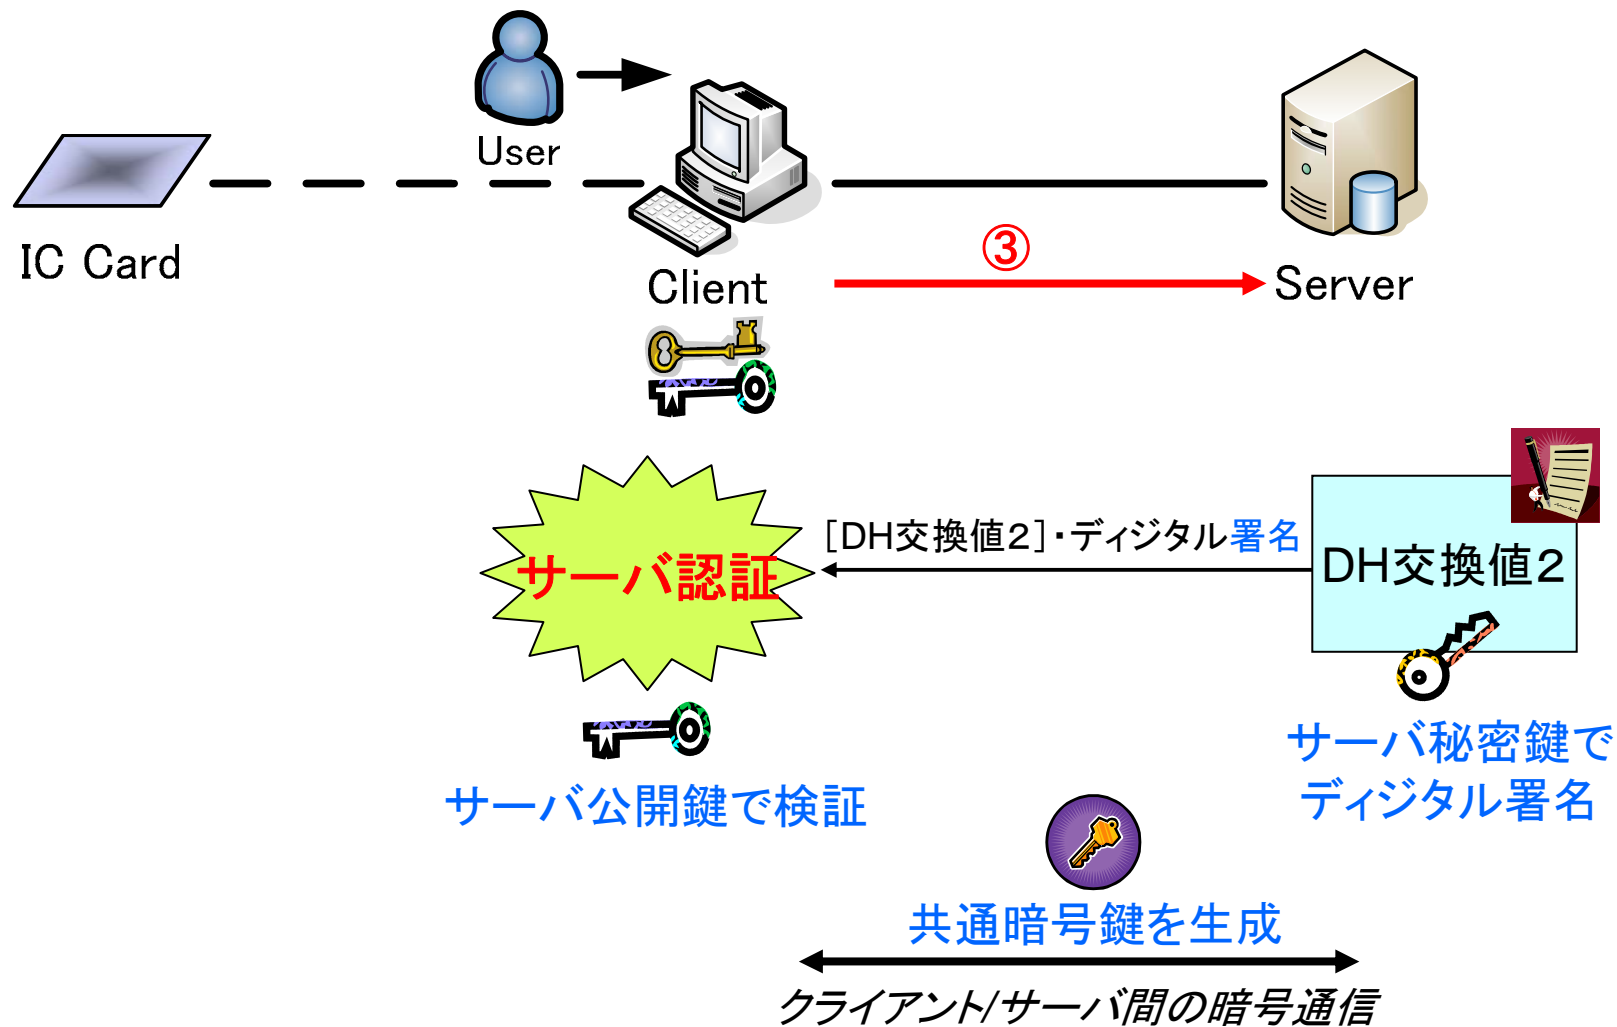 User
IC Card
Client
③
Server
[DH交換値2]・ディジタル署名
DH交換値2
サーバ認証
サーバ秘密鍵で
ディジタル署名
サーバ公開鍵で検証
共通暗号鍵を生成
クライアント/サーバ間の暗号通信